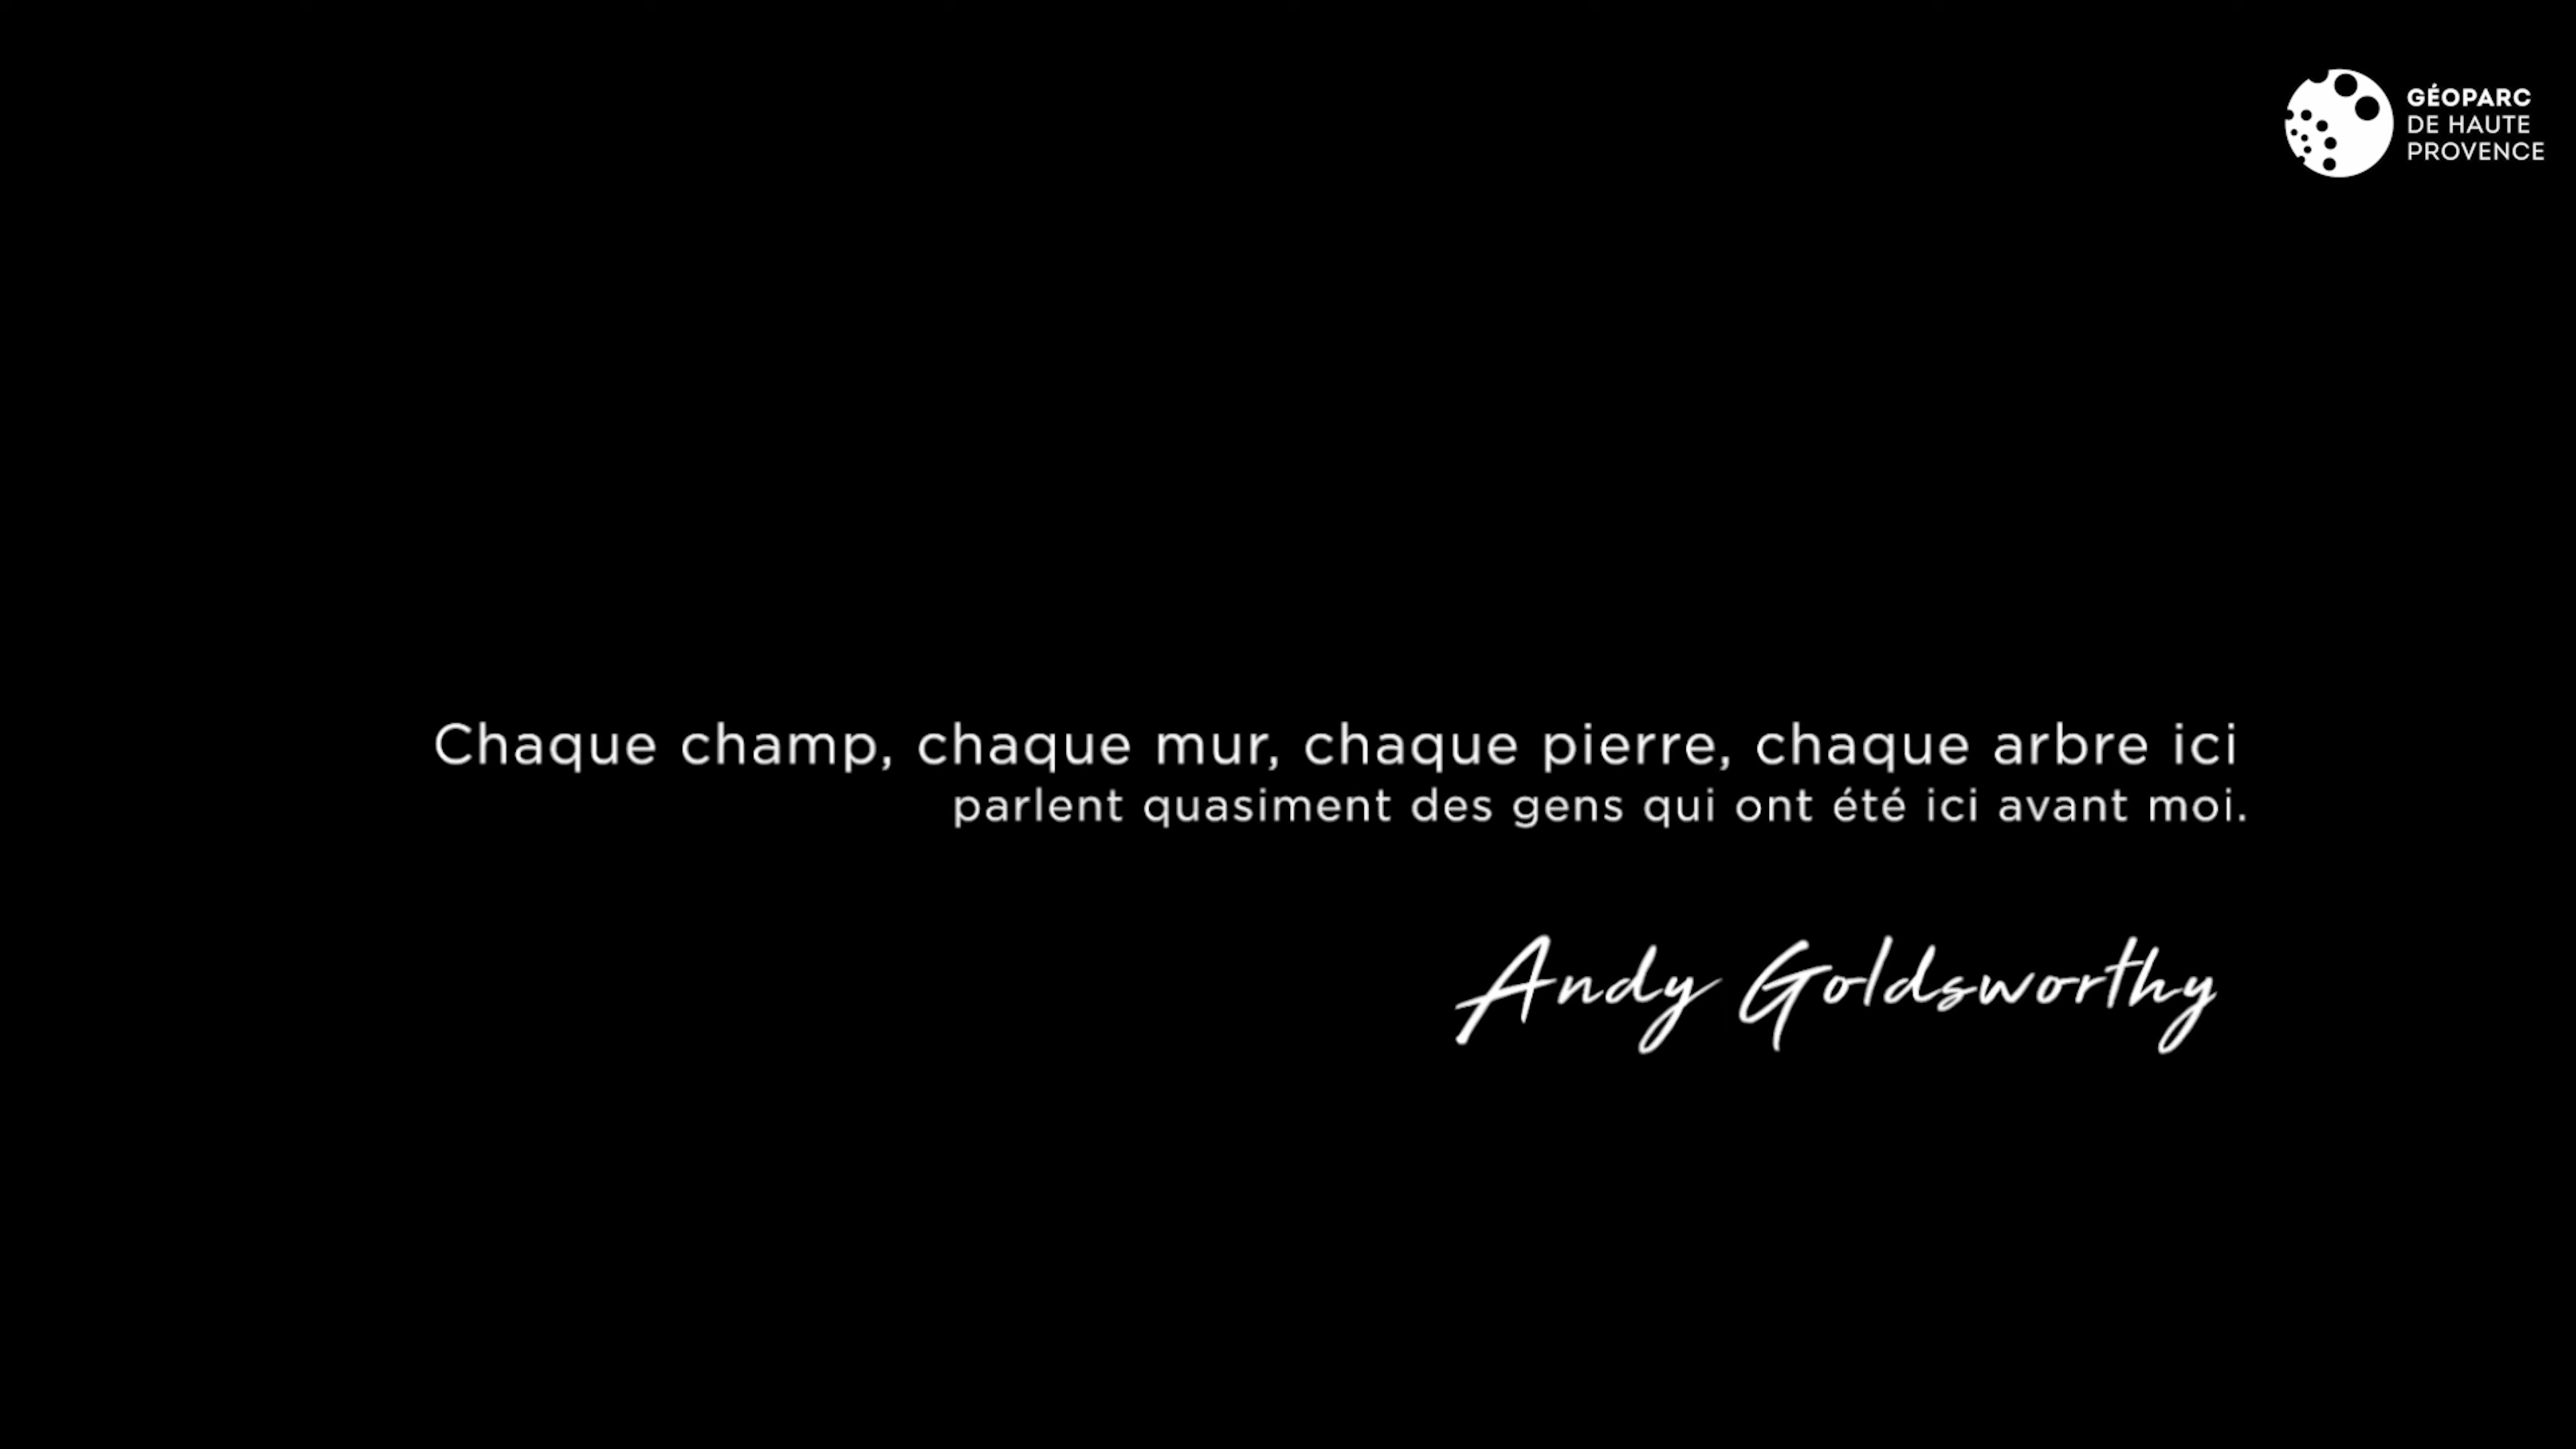 GÉOPARC
DE HAUTE
PROVENCE
Chaque champ, chaque mur, chaque pierre, chaque arbre ici
parlent quasiment des gens qui ont été ici avant moi.
Andy Goldsworthy